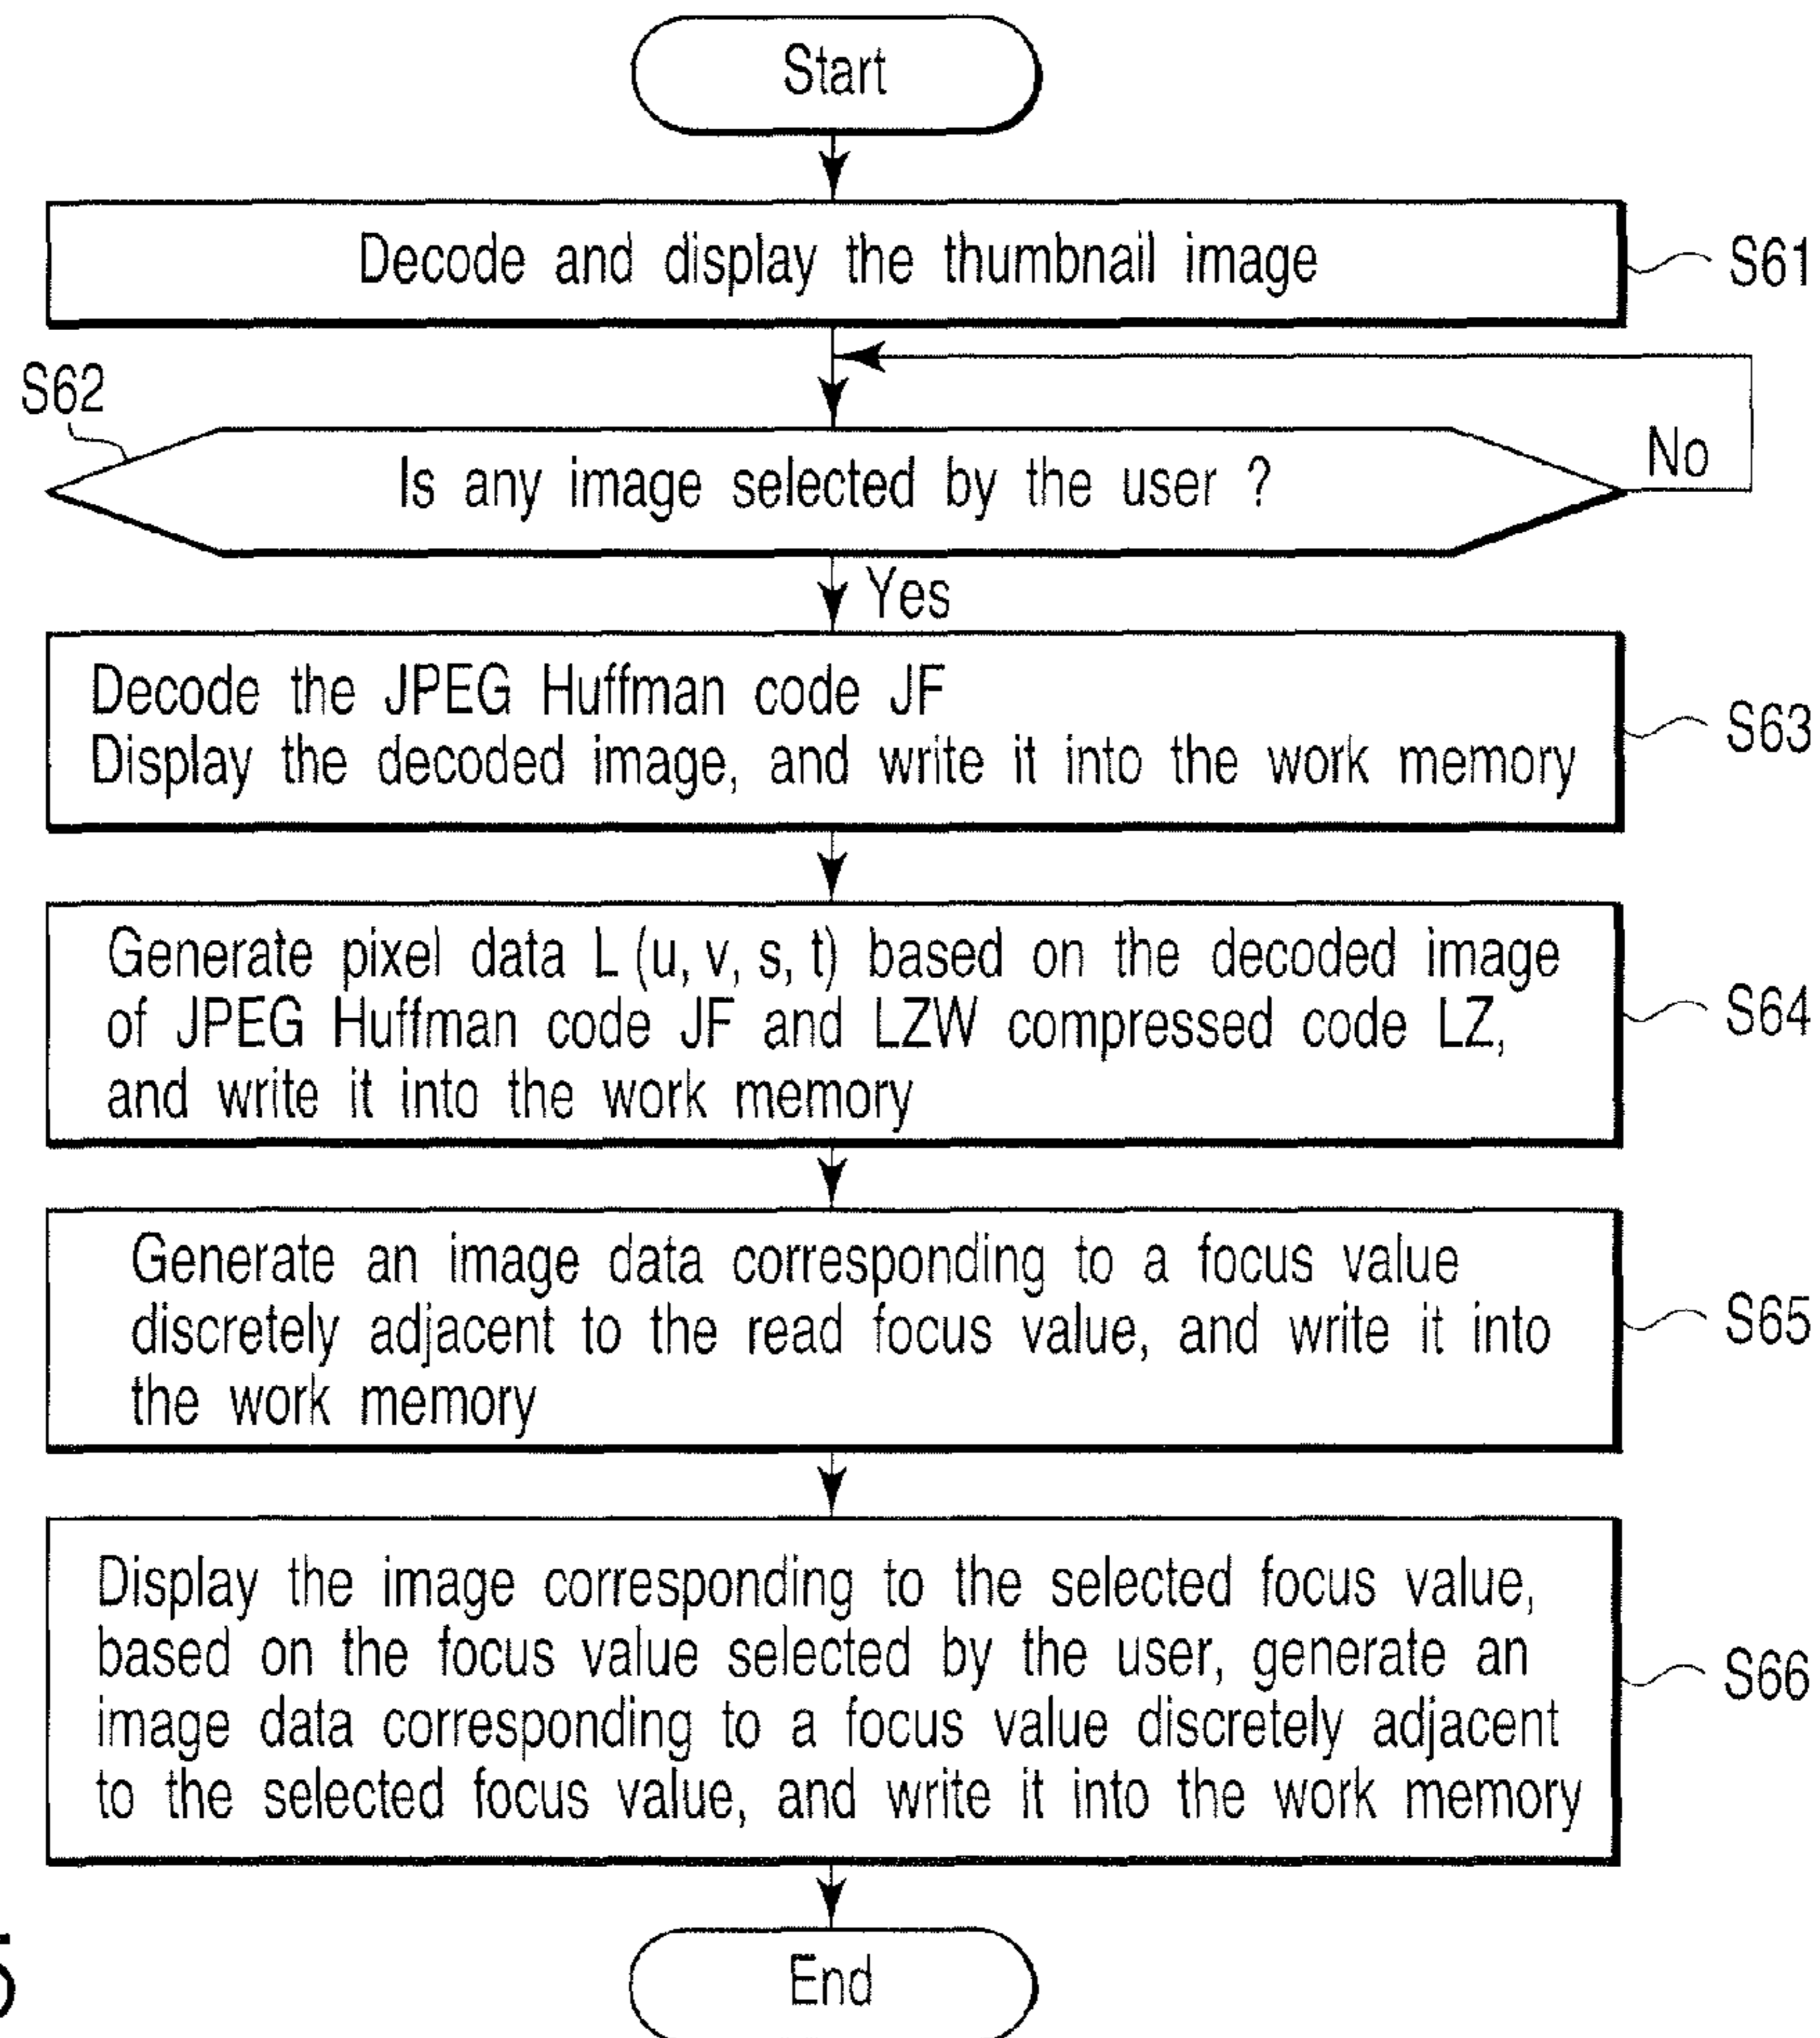 Start
Decode and display the thumbnail image
S61
S62
Is any image selected by the user ?
No
Yes
Decode the JPEG Huffman code JF
Display the decoded image, and write it into the work memory
S63
Generate pixel data L (u, v, s, t) based on the decoded image
of JPEG Huffman code JF and LZW compressed code LZ,
and write it into the work memory
S64
Generate an image data corresponding to a focus value
discretely adjacent to the read focus value, and write it into
the work memory
S65
Display the image corresponding to the selected focus value,
based on the focus value selected by the user, generate an
image data corresponding to a focus value discretely adjacent
to the selected focus value, and write it into the work memory
S66
End